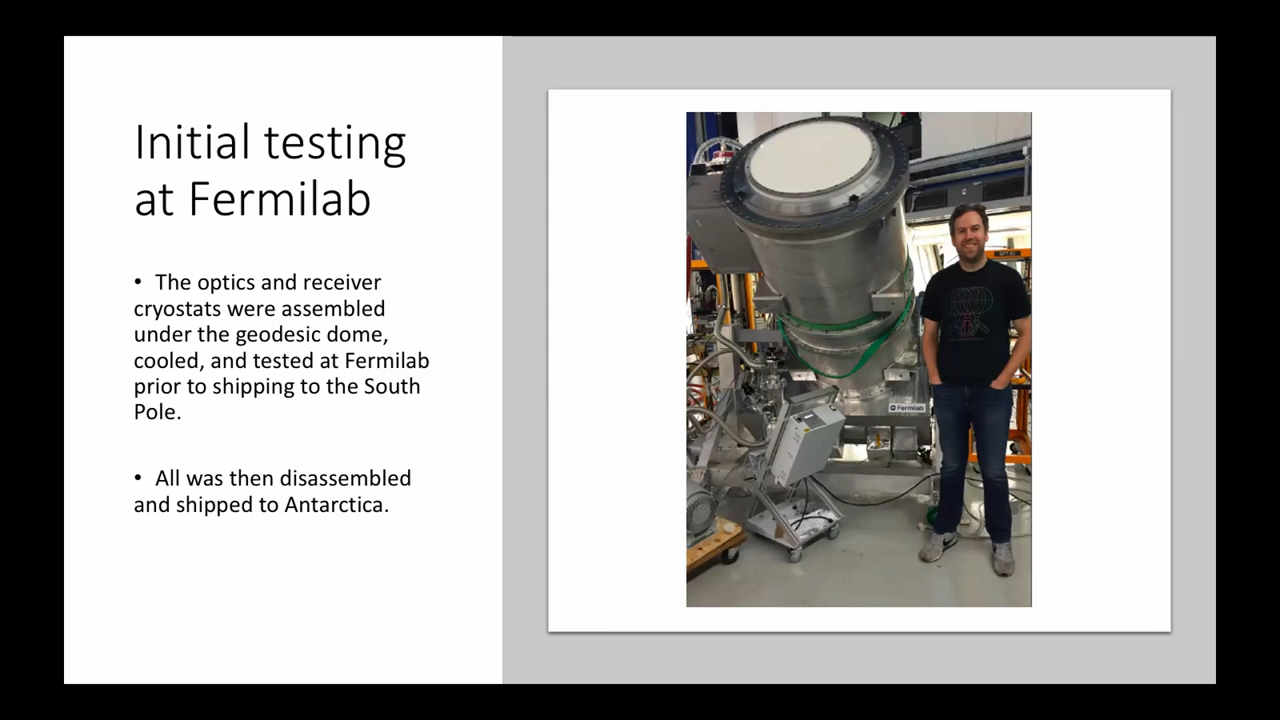 Initial testing
at Fermilab
• The optics and receiver
cryostats were assembled
under the geodesic dome,
cooled, and tested at Fermilab
prior to shipping to the South
Pole.
• All was then disassembled
and shipped to Antarctica.
Fermilab